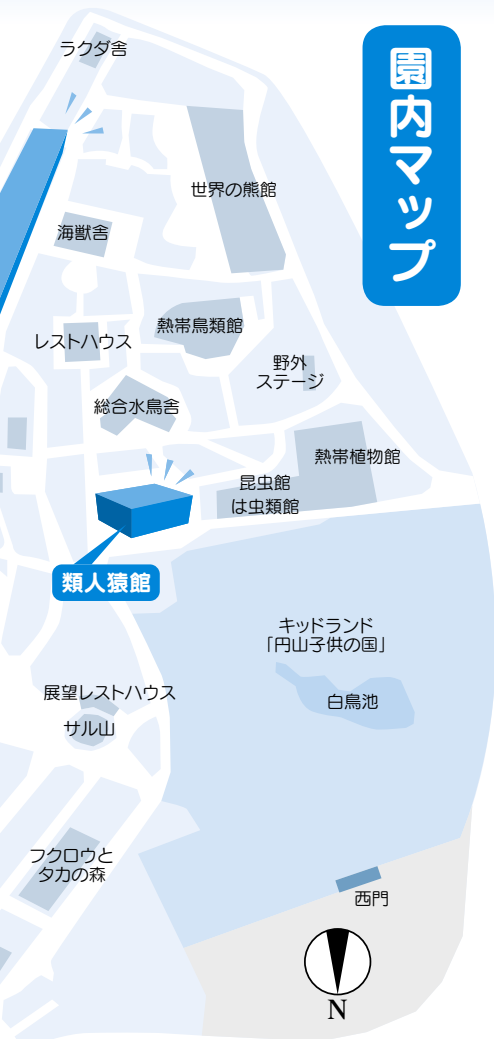 園内マップ
ラクダ舎
世界の熊館
海獣舎
熱帯鳥類館
レストハウス
野外
ステージ
総合水鳥舎
熱帯植物館
昆虫館
は虫類館
類人猿館
キッドランド
「円山子供の国」
展望レストハウス
白鳥池
サル山
フクロウと
タカの森
西門
N